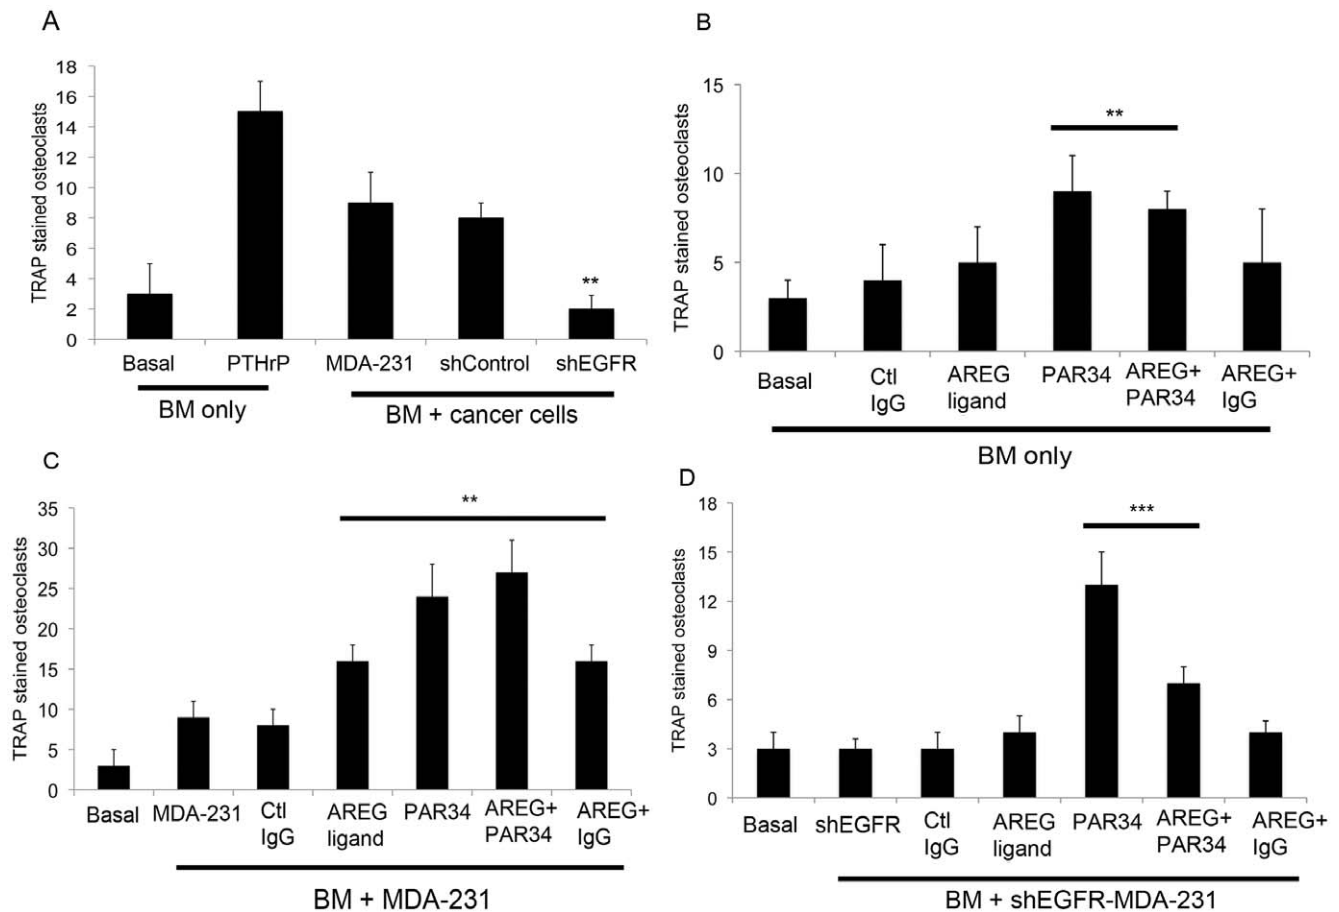 A
TRAP stained osteoclasts
18
16
14
12
10
8
6
4
2
0
**
Basal PTHrP MDA-231 shControl shEGFR
BM only BM + cancer cells
B
TRAP stained osteoclasts
15
10
5
0
**
Basal Ctl AREG PAR34 AREG+ AREG+
IgG ligand PAR34 IgG
BM only
C
TRAP stained osteoclasts
35
30
25
20
15
10
5
0
**
Basal MDA-231 Ctl AREG PAR34 AREG+ AREG+
IgG ligand PAR34 IgG
BM + MDA-231
D
TRAP stained osteoclasts
18
15
12
9
6
3
0
***
Basal shEGFR Ctl AREG PAR34 AREG+ AREG+
IgG ligand PAR34 IgG
BM + shEGFR-MDA-231